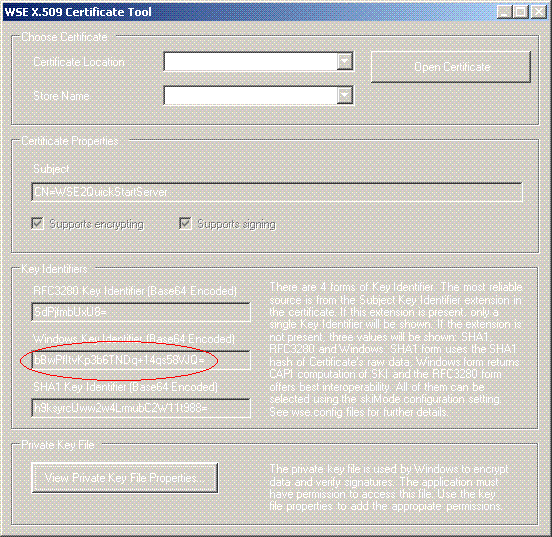 WSE X.509 Certificate Tool
Choose Certificate
Certificate Location
Open Certificate
Store Name
Certificate Properties
Subject
CN=WSE2QuickStartServer
Supports encrypting
Supports signing
Key Identifiers
RFC3280 Key Identifier (Base64 Encoded)
SdPjlmbUxU8=
Windows Key Identifier (Base64 Encoded)
SHA1 Key Identifier (Base64 Encoded)
There are 4 forms of Key Identifier. The most reliable
source is from the Subject Key Identifier extension in
the certificate. If this extension is present, only a
single Key Identifier will be shown. If the extension
is not present, three values will be shown: SHA1,
RFC3280 and Windows. SHA1 form uses the SHA1
hash of Certificate's raw data, Windows form returns
CAPI computation of SKI and the RFC3280 form
offers best interoperability. All of them can be
selected using the skiMode configuration setting.
See wse.config files for further details.
Private Key File
View Private Key File Properties...
The private key file is used by Windows to encrypt
data and verify signatures. The application must
have permission to access this file. Use the key
file properties to add the appropiate permissions.